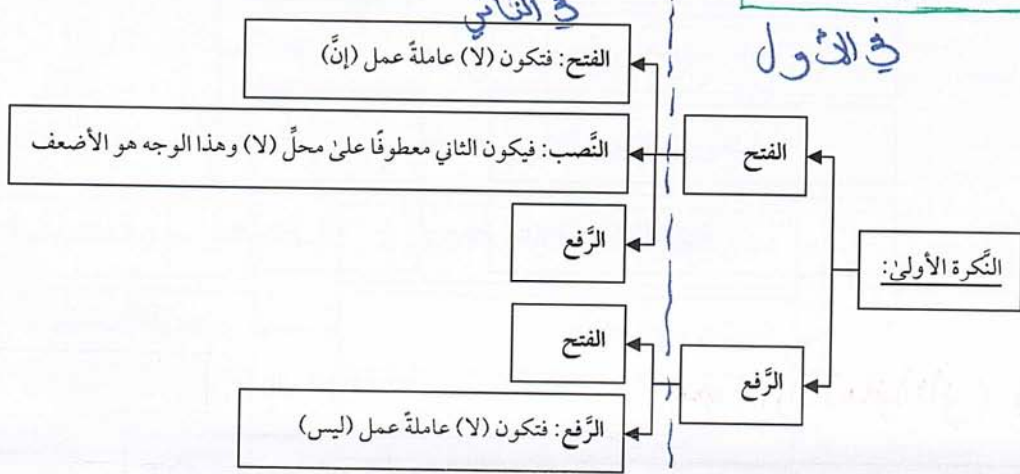 في الأول
في الثاني
النَّكرة الأولىٰ:
الفتح
الفتح: فتكون (لا) عاملةً عمل (إنَّ)
النَّصب: فيكون الثاني معطوفًا علىٰ محلِّ (لا) وهذا الوجه هو الأضعف
الرَّفع
الرَّفع
الفتح
الرَّفع: فتكون (لا) عاملةً عمل (ليس)